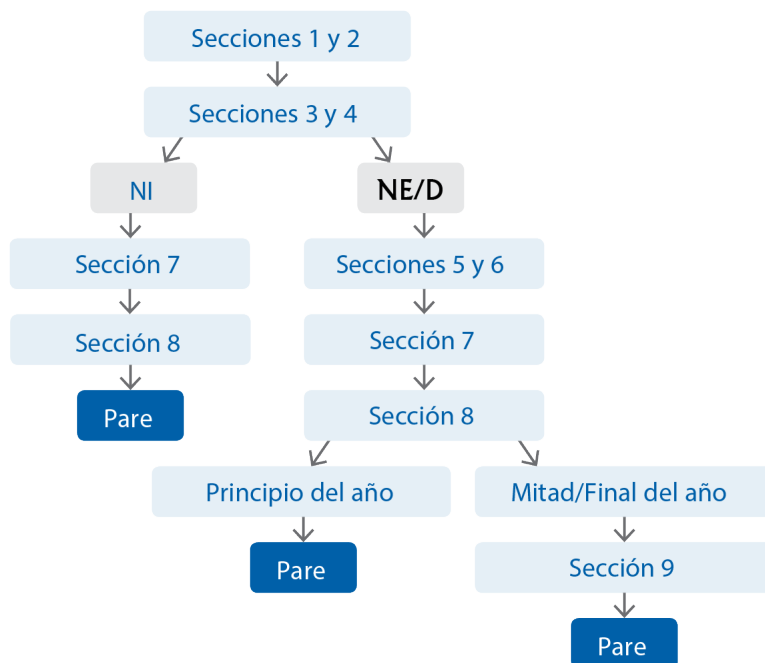 Secciones 1 y 2
Secciones 3 y 4
NI
NE/D
Sección 7
Secciones 5 y 6
Sección 8
Sección 7
Pare
Sección 8
Principio del año
Mitad/Final del año
Pare
Sección 9
Pare